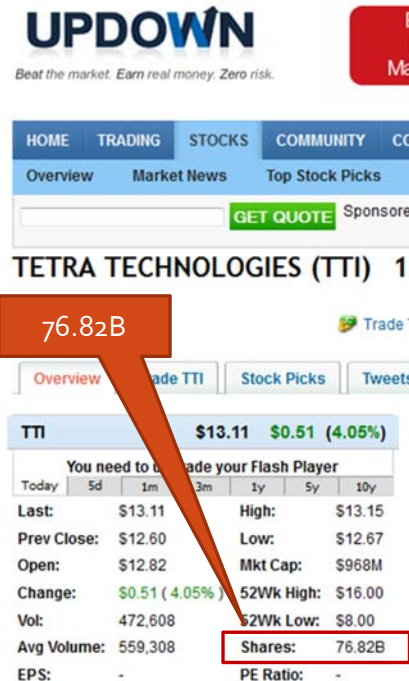 UPDOWN
Beat the market. Earn real money. Zero risk.
Ma
HOME TRADING STOCKS COMMUNITY CO
Overview Market News Top Stock Picks
GET QUOTE Sponsore
TETRA TECHNOLOGIES (TTI) 1
76.82B
Trade
Overview ade TTI Stock Picks Tweets
TTI $13.11 $0.51 (4.05%)
You need to u ade your Flash Player
Today 5d 1m 3m 1y 5y 10y
Last: $13.11 High: $13.15
Prev Close: $12.60 Low: $12.67
Open: $12.82 Mkt Cap: $968M
Change: $0.51 ( 4.05% ) 52Wk High: $16.00
Vol: 472,608 52Wk Low: $8.00
Avg Volume: 559,308 Shares: 76.82B
EPS: - PE Ratio: -